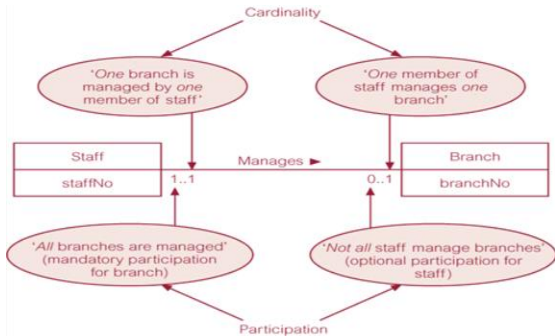 Cardinality
'One branch is
managed by one
member of staff'
'One member of
staff manages one
branch'
Staff
staffNo
Manages ►
1..1
0..1
Branch
branchNo
'All branches are managed'
(mandatory participation
for branch)
'Not all staff manage branches'
(optional participation for
staff)
Participation